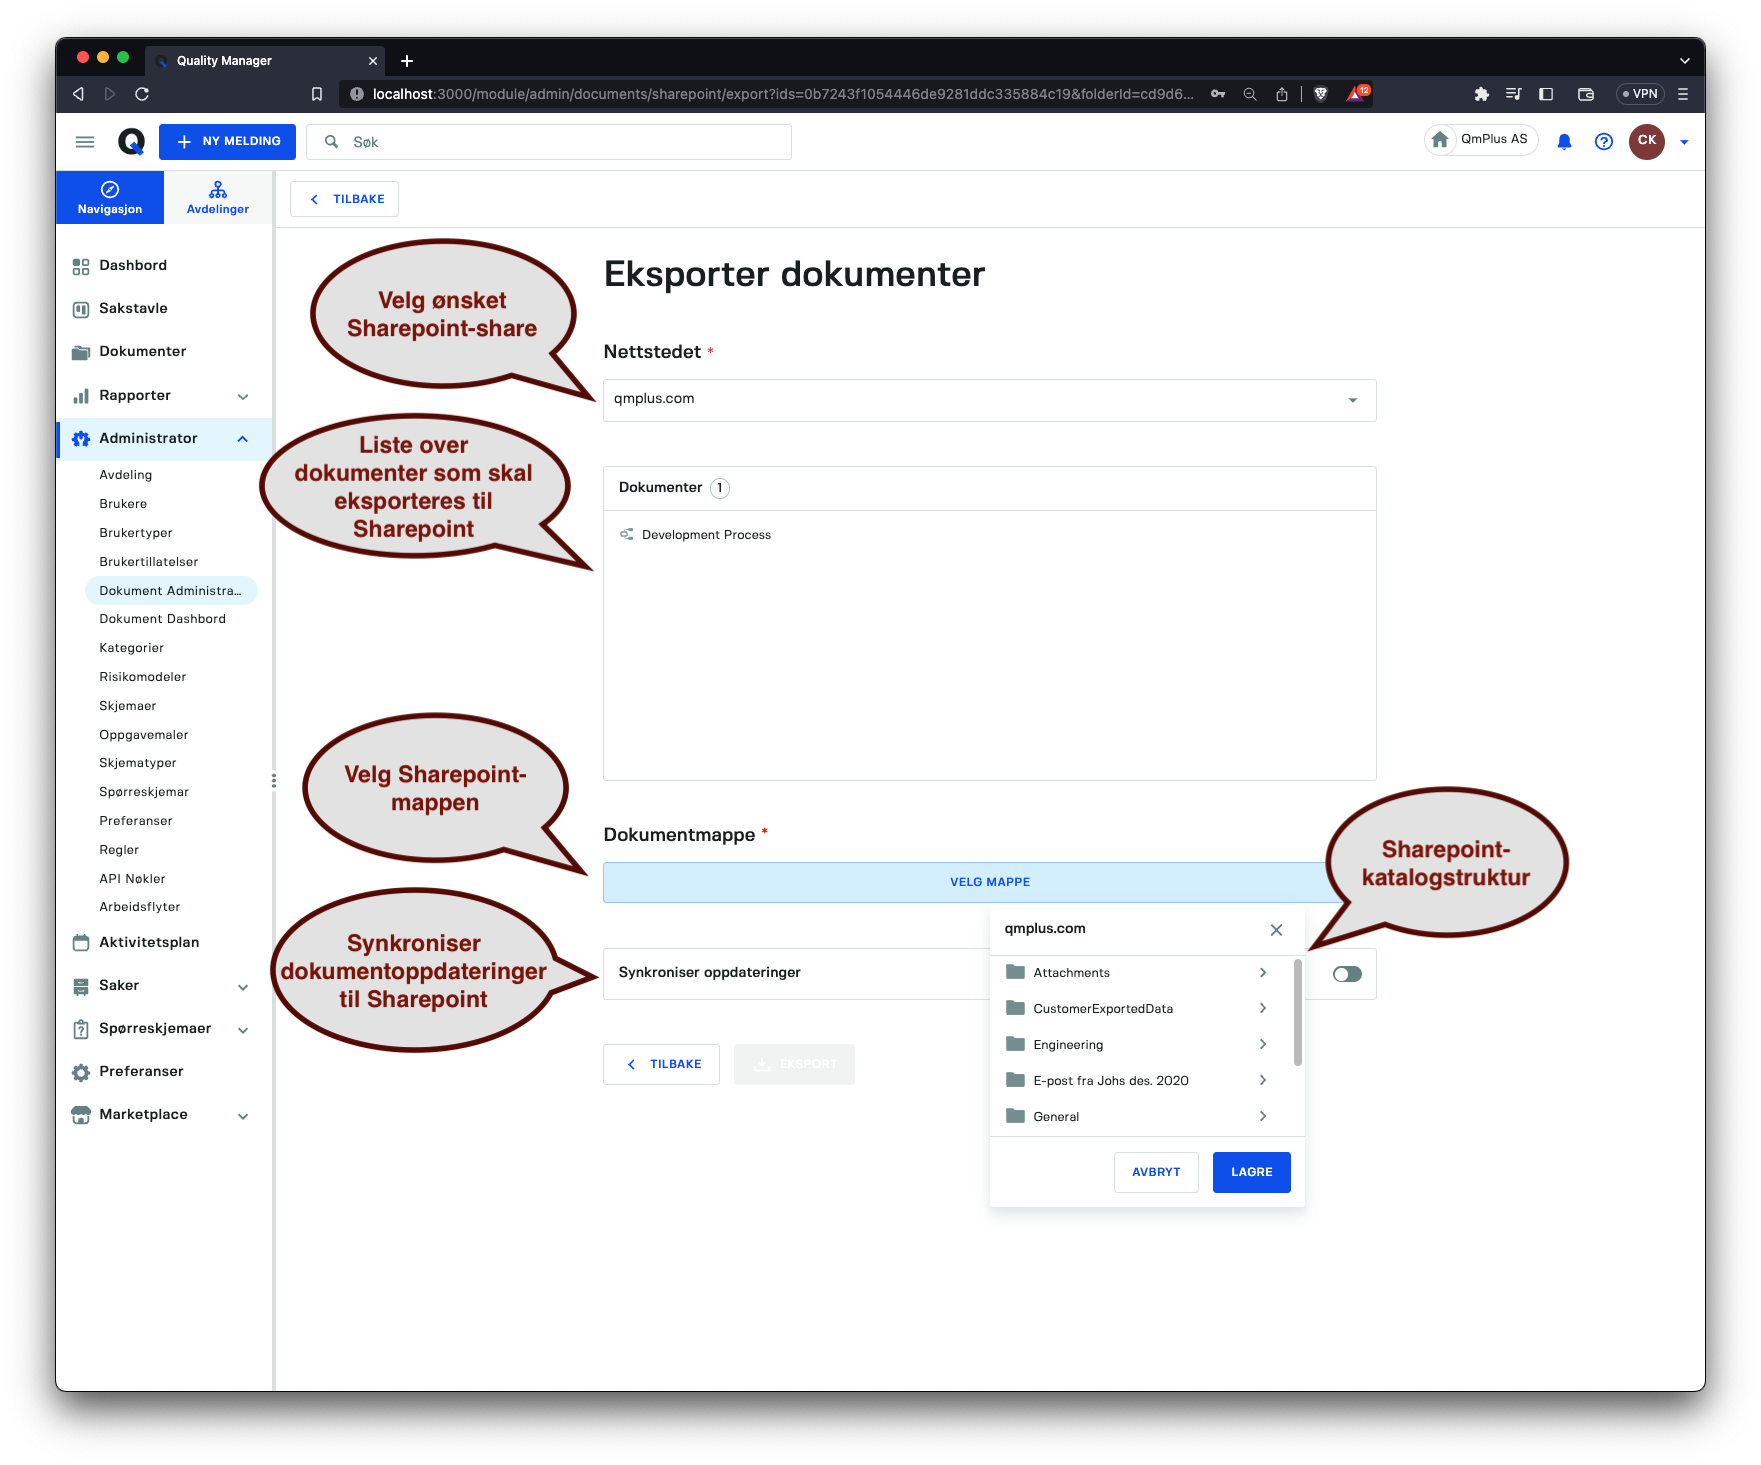 Quality Manager
localhost:3000/module/admin/documents/sharepoint/export?ids=0b7243f1054446de9281ddc335884c19&folderId=cd9d6...
12
VPN
NY MELDING
Søk
QmPlus AS
CK
Navigasjon
Avdelinger
TILBAKE
Dashbord
Sakstavle
Dokumenter
Rapporter
Administrator
Avdeling
Brukere
Brukertyper
Brukertillatelser
Dokument Administra...
Dokument Dashbord
Kategorier
Risikomodeler
Skjemaer
Oppgavemaler
Skjematyper
Spørreskjemar
Preferanser
Regler
API Nøkler
Arbeidsflyter
Aktivitetsplan
Saker
Spørreskjemaer
Preferanser
Marketplace
Eksporter dokumenter
Velg ønsket
Sharepoint-share
Nettstedet *
qmplus.com
Liste over
dokumenter som skal
eksporteres til
Sharepoint
Dokumenter 1
Development Process
Velg Sharepoint-
mappen
Dokumentmappe *
VELG MAPPE
Sharepoint-
katalogstruktur
Synkroniser
dokumentoppdateringer
til Sharepoint
Synkroniser oppdateringer
qmplus.com
Attachments
CustomerExportedData
Engineering
E-post fra Johs des. 2020
General
AVBRYT
LAGRE
TILBAKE
EKSPORT